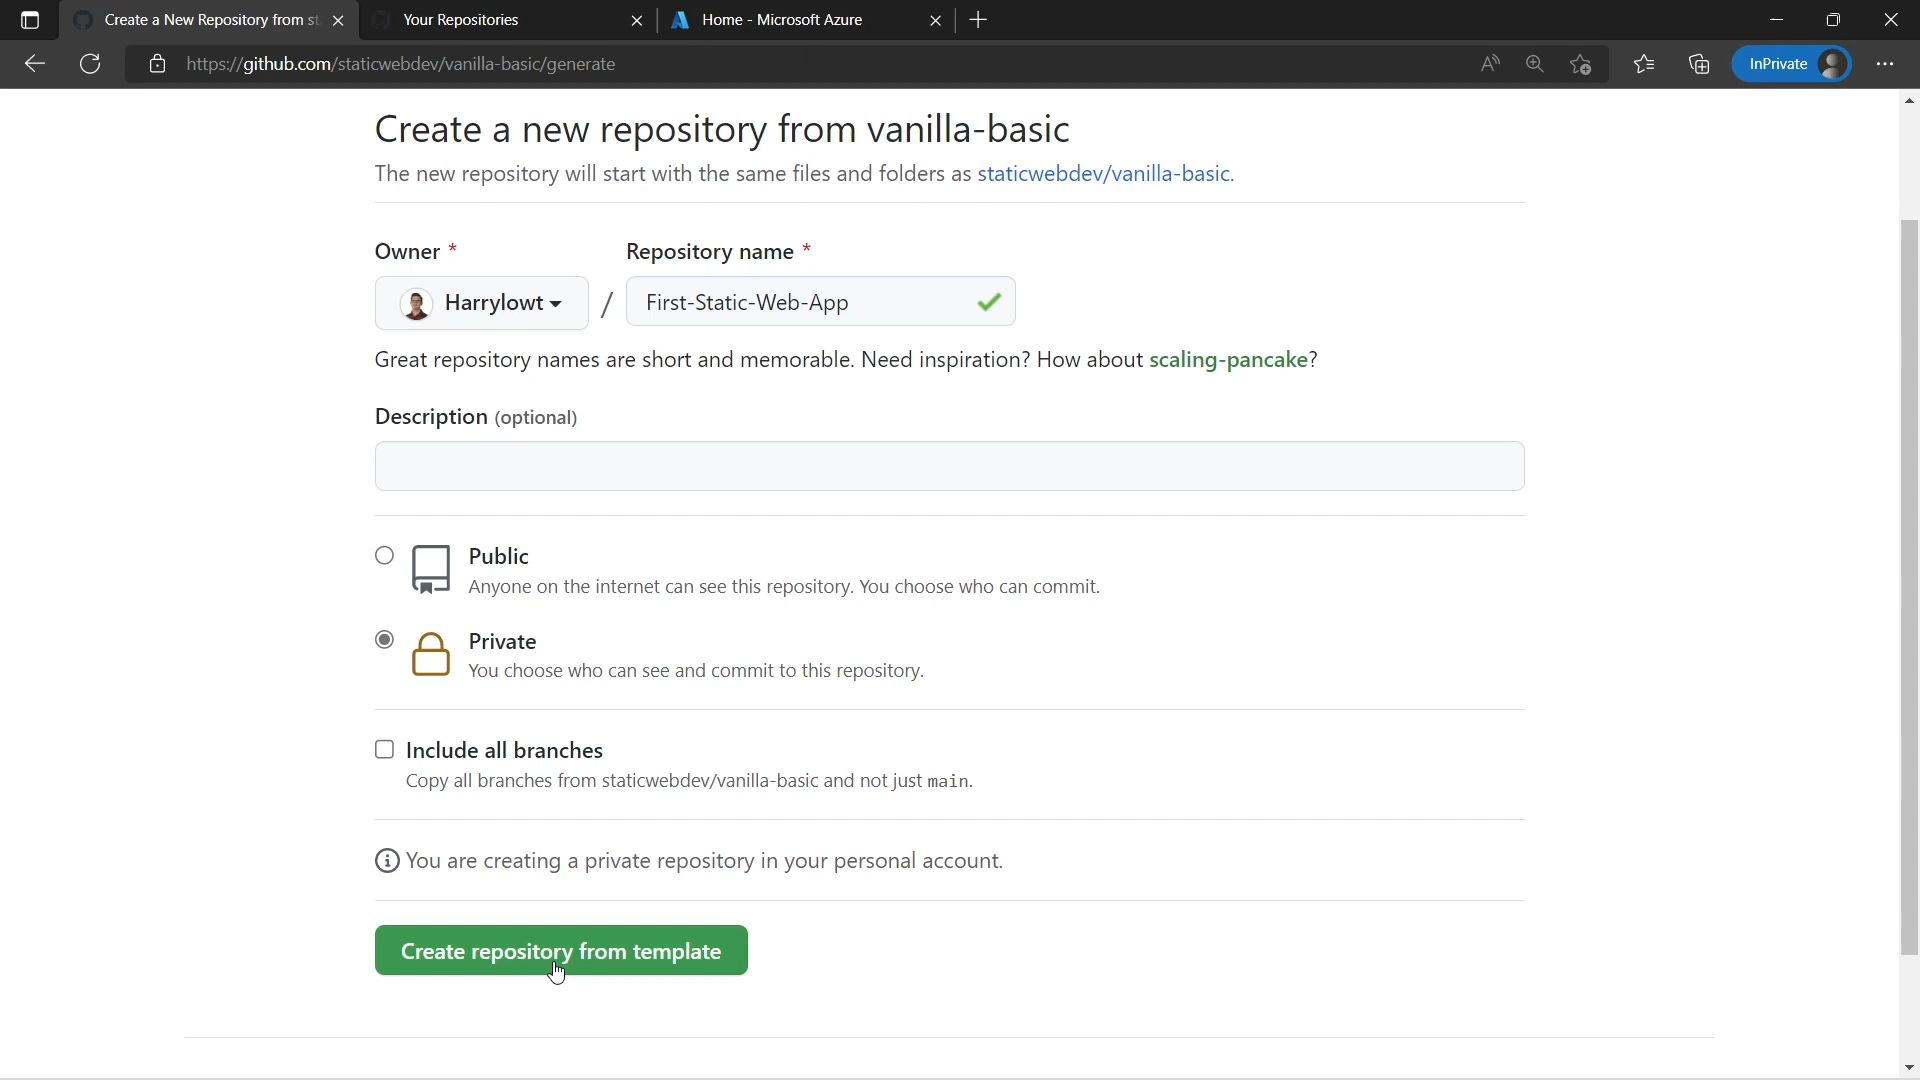 Create a New Repository from st
Your Repositories
Home - Microsoft Azure
https://github.com/staticwebdev/vanilla-basic/generate
InPrivate
Create a new repository from vanilla-basic
The new repository will start with the same files and folders as staticwebdev/vanilla-basic.
Owner *
Repository name *
Harrylowt
/
First-Static-Web-App
Great repository names are short and memorable. Need inspiration? How about scaling-pancake?
Description (optional)
Public
Anyone on the internet can see this repository. You choose who can commit.
Private
You choose who can see and commit to this repository.
Include all branches
Copy all branches from staticwebdev/vanilla-basic and not just main.
You are creating a private repository in your personal account.
Create repository from template